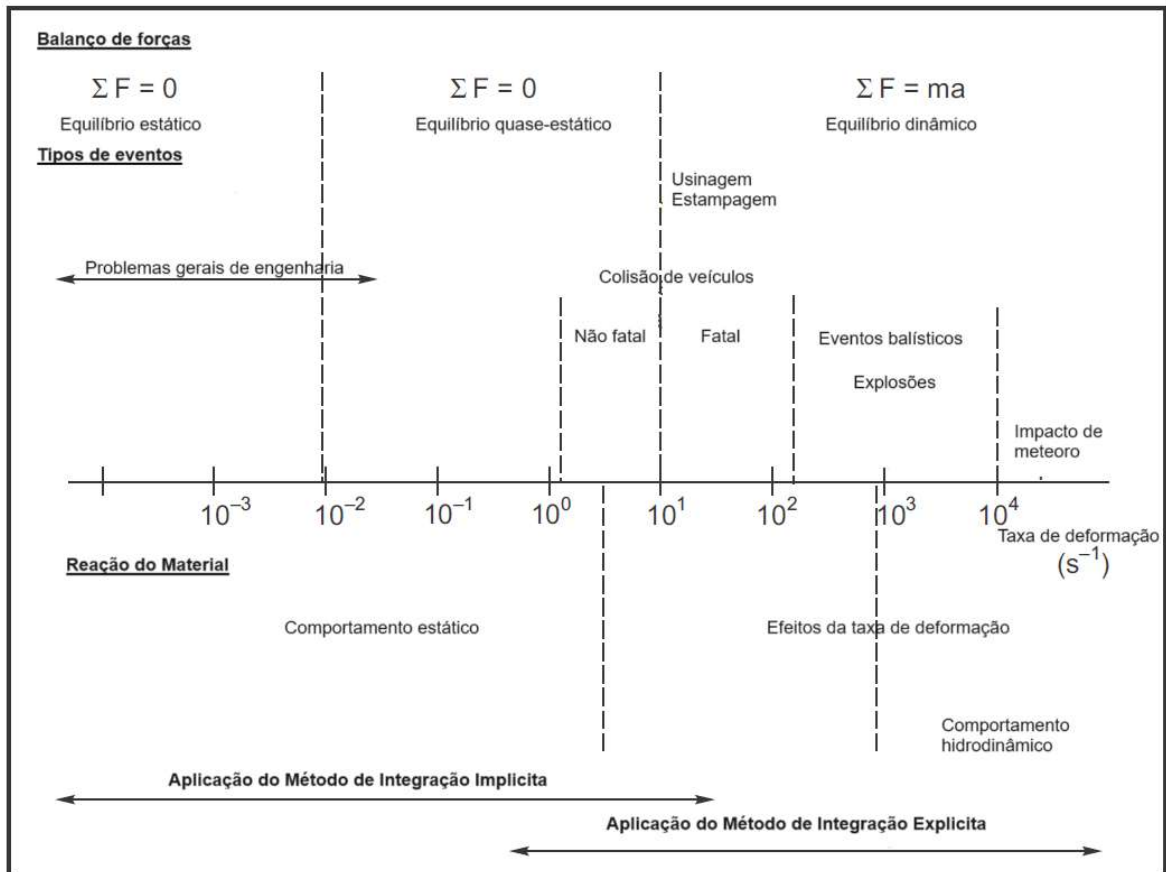 Balanço de forças
Σ F = 0
Σ F = 0
Σ F = ma
Equilíbrio estático
Equilíbrio quase-estático
Equilíbrio dinâmico
Tipos de eventos
Usinagem
Estampagem
Problemas gerais de engenharia
Colisão de veículos
Não fatal
Fatal
Eventos balísticos
Explosões
Impacto de
meteoro
10⁻³
10⁻²
10⁻¹
10⁰
10¹
10²
10³
10⁴
Taxa de deformação
(s⁻¹)
Reação do Material
Comportamento estático
Efeitos da taxa de deformação
Comportamento
hidrodinâmico
Aplicação do Método de Integração Implicita
Aplicação do Método de Integração Explicita